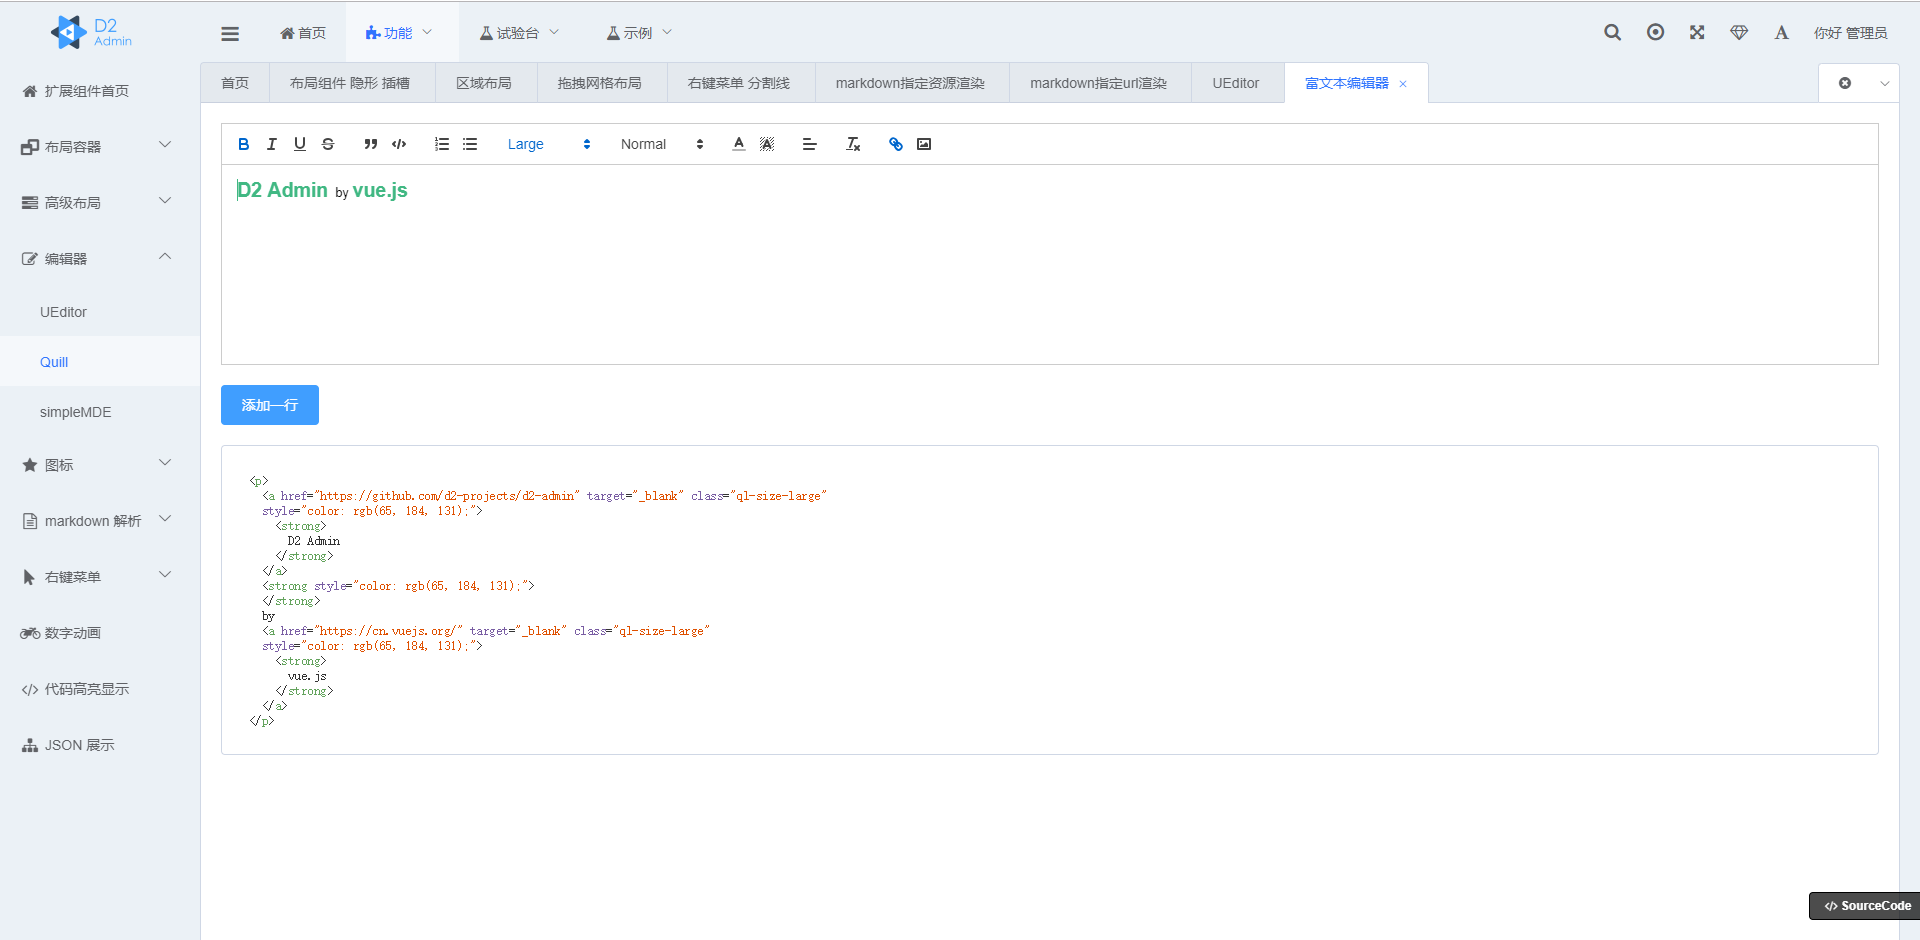 D2
Admin
首页
功能
试验台
示例
你好 管理员
扩展组件首页
布局容器
高级布局
编辑器
UEditor
Quill
simpleMDE
图标
markdown 解析
右键菜单
数字动画
代码高亮显示
JSON 展示
首页
布局组件 隐形 插槽
区域布局
拖拽网格布局
右键菜单 分割线
markdown指定资源渲染
markdown指定url渲染
UEditor
富文本编辑器
Large
Normal
D2 Admin by vue.js
添加一行
<p>
<a href="https://github.com/d2-projects/d2-admin" target="_blank" class="ql-size-large"
style="color: rgb(65, 184, 131);">
<strong>
D2 Admin
</strong>
</a>
<strong style="color: rgb(65, 184, 131);">
</strong>
by
<a href="https://cn.vuejs.org/" target="_blank" class="ql-size-large"
style="color: rgb(65, 184, 131);">
<strong>
vue.js
</strong>
</a>
</p>
</> SourceCode